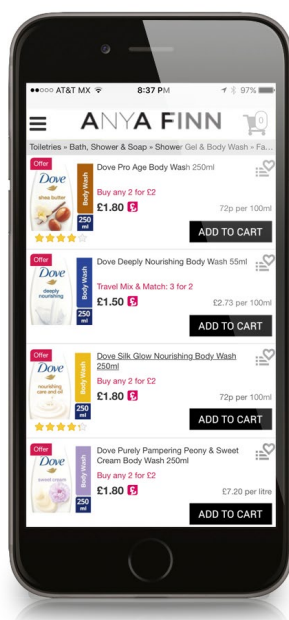 AT&T MX 8:37 PM 97%
ANYA FINN 0
Toiletries » Bath, Shower & Soap » Shower Gel & Body Wash » Fa...
Offer
Dove
shea butter
Body Wash
250
ml
Dove Pro Age Body Wash 250ml
Buy any 2 for £2
£1.80 £ 72p per 100ml
ADD TO CART
Offer
Dove
deeply
nourishing
Body Wash
250
ml
Dove Deeply Nourishing Body Wash 55ml
Travel Mix & Match: 3 for 2
£1.50 £ £2.73 per 100ml
ADD TO CART
Offer
Dove
nourishing
care and oil
Body Wash
250
ml
Dove Silk Glow Nourishing Body Wash
250ml
Buy any 2 for £2
£1.80 £ 72p per 100ml
ADD TO CART
Offer
Dove
sweet cream
Body Wash
250
ml
Dove Purely Pampering Peony & Sweet
Cream Body Wash 250ml
Buy any 2 for £2
£1.80 £ £7.20 per litre
ADD TO CART